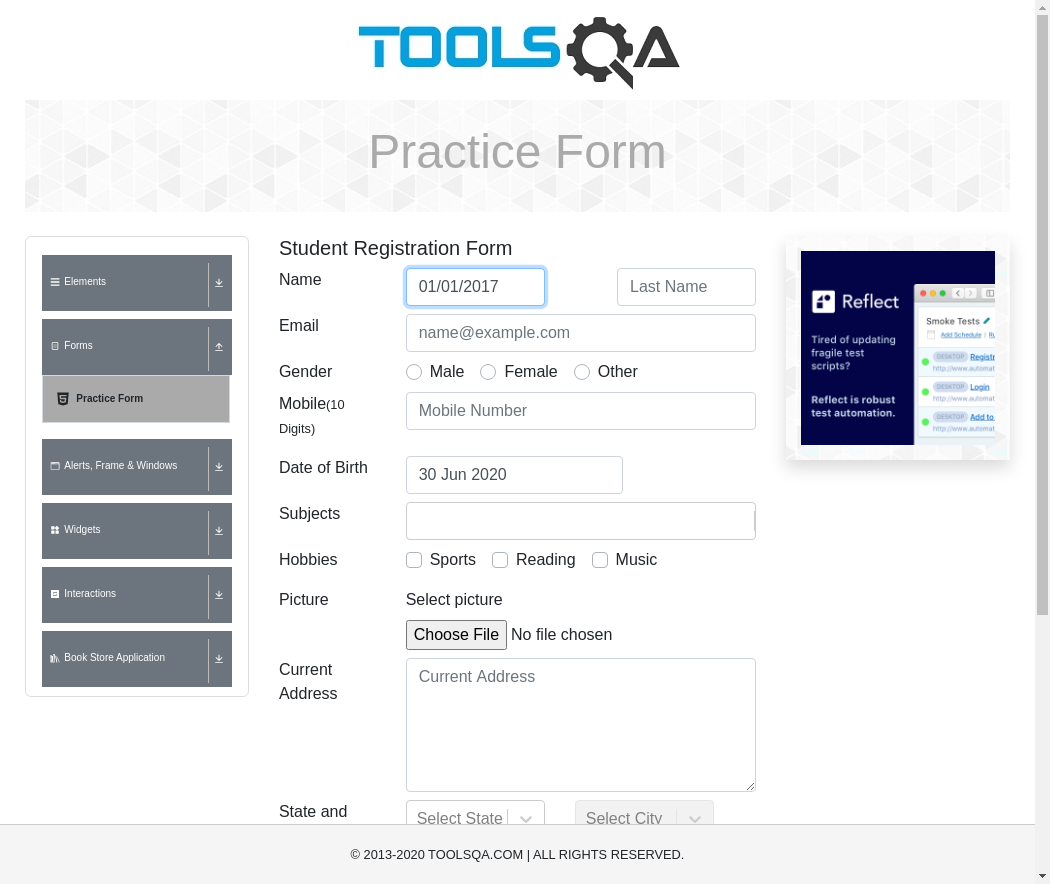 TOOLSQA
Practice Form
Elements
Forms
Practice Form
Alerts, Frame & Windows
Widgets
Interactions
Book Store Application
Student Registration Form
Name
01/01/2017
Last Name
Email
name@example.com
Gender
Male
Female
Other
Mobile(10
Digits)
Mobile Number
Date of Birth
30 Jun 2020
Subjects
Hobbies
Sports
Reading
Music
Picture
Select picture
Choose File No file chosen
Current
Address
Current Address
State and
Select State
Select City
Reflect
Tired of updating
fragile test
scripts?
Reflect is robust
test automation.
Smoke Tests
Add Schedule
DESKTOP
http://www.automat
DESKTOP Login
http://www.automat
DESKTOP Add to
http://www.automat
© 2013-2020 TOOLSQA.COM | ALL RIGHTS RESERVED.